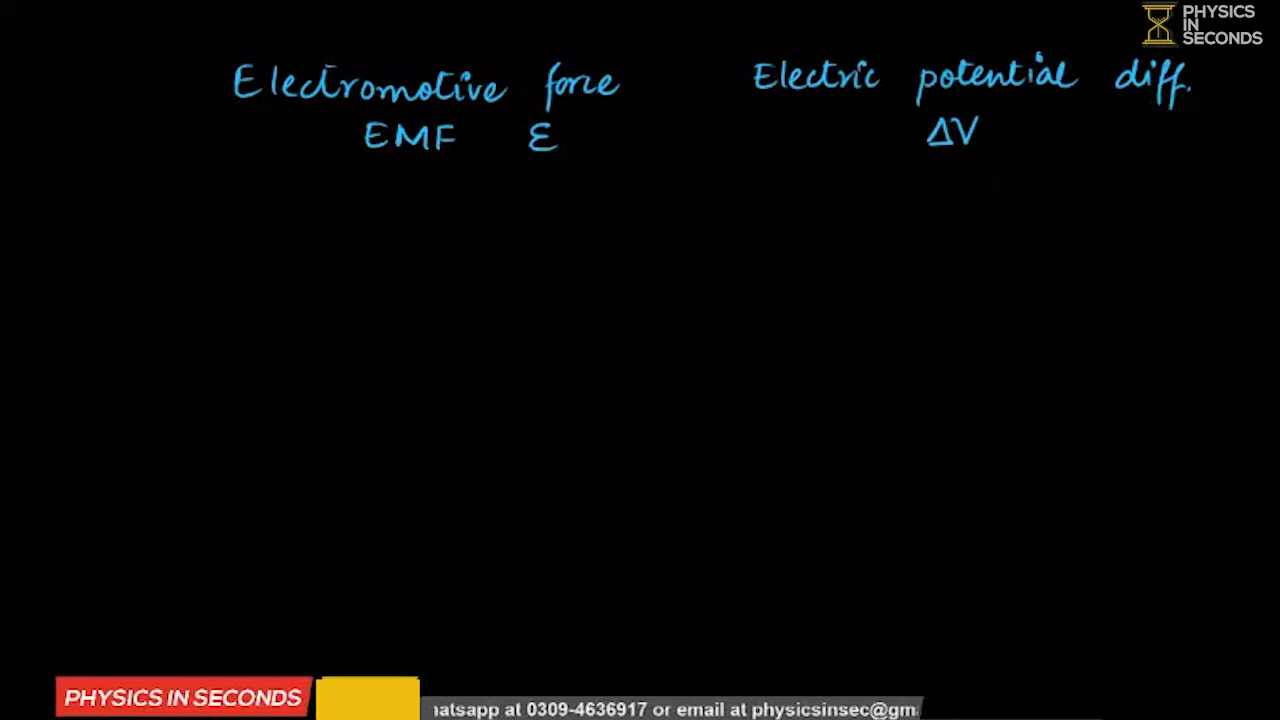 PHYSICS
IN
SECONDS
Electromotive force
EMF ε
Electric potential diff.
ΔV
PHYSICS IN SECONDS
at 0309-4636917 or email at physicsinsec@gm